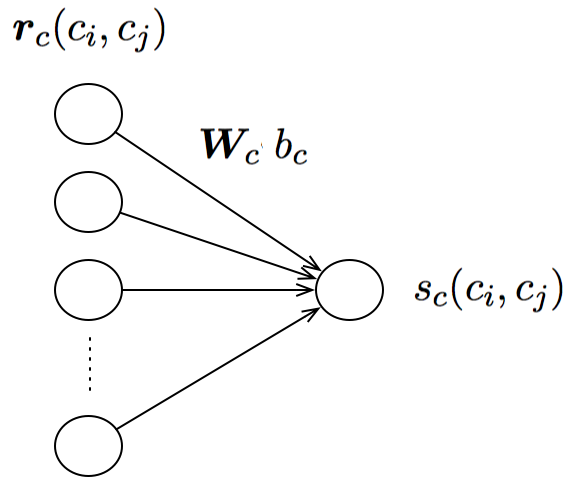 r_c(c_i, c_j)
W_c, b_c
s_c(c_i, c_j)